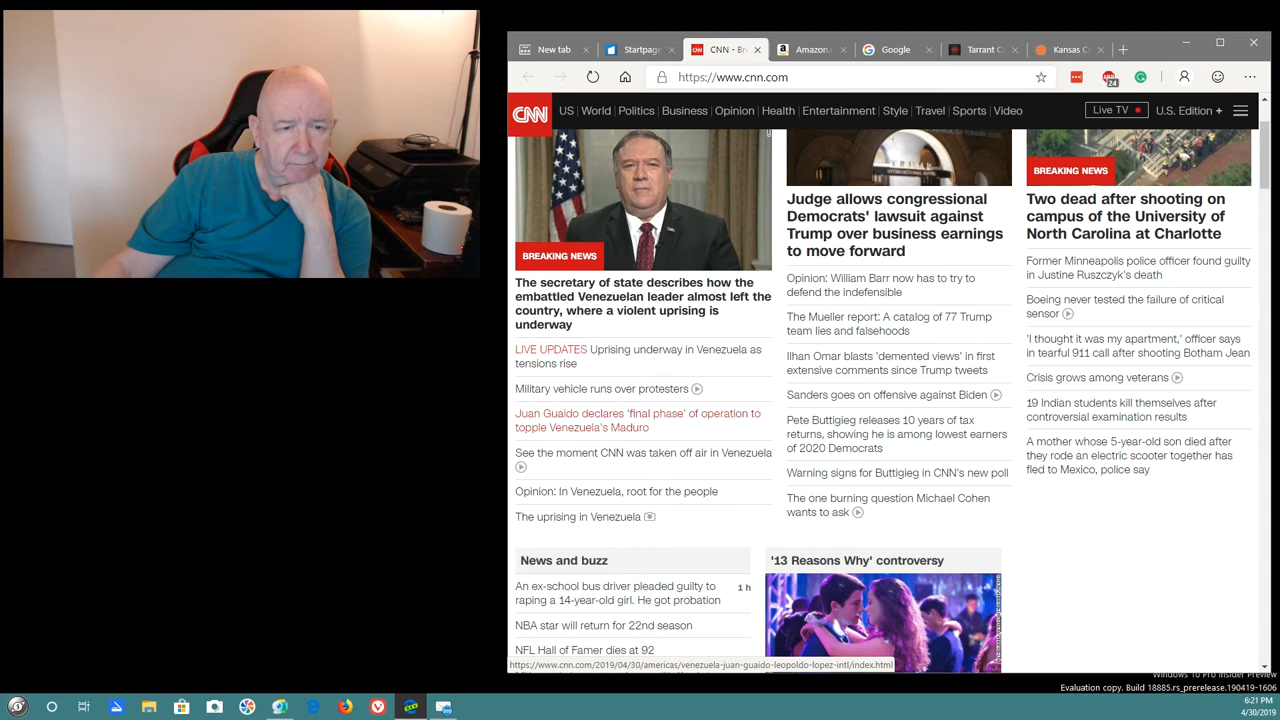 New tab
Startpage
CNN - Br
Amazon.
Google
Tarrant C
Kansas C
https://www.cnn.com
24
CNN
US World Politics Business Opinion Health Entertainment Style Travel Sports Video
Live TV
U.S. Edition +
BREAKING NEWS
The secretary of state describes how the
embattled Venezuelan leader almost left the
country, where a violent uprising is
underway
LIVE UPDATES Uprising underway in Venezuela as
tensions rise
Military vehicle runs over protesters
Juan Guaido declares 'final phase' of operation to
topple Venezuela's Maduro
See the moment CNN was taken off air in Venezuela
Opinion: In Venezuela, root for the people
The uprising in Venezuela
Judge allows congressional
Democrats' lawsuit against
Trump over business earnings
to move forward
Opinion: William Barr now has to try to
defend the indefensible
The Mueller report: A catalog of 77 Trump
team lies and falsehoods
Ilhan Omar blasts 'demented views' in first
extensive comments since Trump tweets
Sanders goes on offensive against Biden
Pete Buttigieg releases 10 years of tax
returns, showing he is among lowest earners
of 2020 Democrats
Warning signs for Buttigieg in CNN's new poll
The one burning question Michael Cohen
wants to ask
BREAKING NEWS
Two dead after shooting on
campus of the University of
North Carolina at Charlotte
Former Minneapolis police officer found guilty
in Justine Ruszczyk's death
Boeing never tested the failure of critical
sensor
'I thought it was my apartment,' officer says
in tearful 911 call after shooting Botham Jean
Crisis grows among veterans
19 Indian students kill themselves after
controversial examination results
A mother whose 5-year-old son died after
they rode an electric scooter together has
fled to Mexico, police say
News and buzz
An ex-school bus driver pleaded guilty to
raping a 14-year-old girl. He got probation
1 h
NBA star will return for 22nd season
NFL Hall of Famer dies at 92
'13 Reasons Why' controversy
https://www.cnn.com/2019/04/30/americas/venezuela-juan-guaido-leopoldo-lopez-intl/index.html
Windows 10 Pro Insider Preview
Evaluation copy. Build 18885.rs_prerelease.190419-1606
6:21 PM
4/30/2019